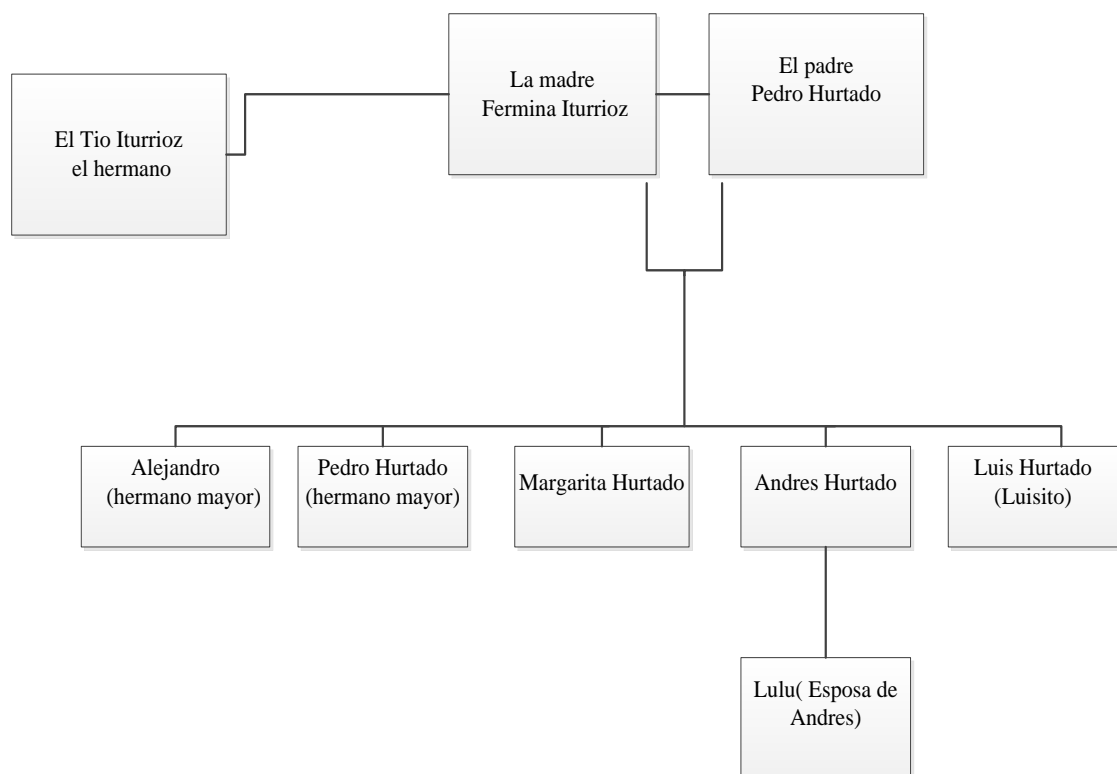 La madre
Fermina Iturrioz
El padre
Pedro Hurtado
El Tio Iturrioz
el hermano
Alejandro
(hermano mayor)
Pedro Hurtado
(hermano mayor)
Margarita Hurtado
Andres Hurtado
Luis Hurtado
(Luisito)
Lulu( Esposa de
Andres)